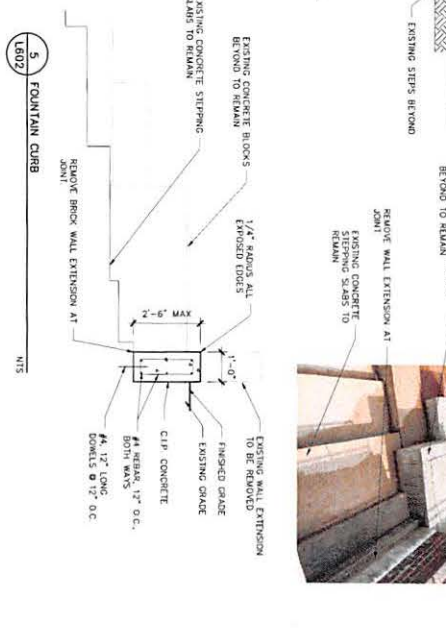 EXISTING STEPS BEYOND
BEYOND TO REMAIN
REMOVE WALL EXTENSION AT
JOINT
EXISTING CONCRETE
STEPPING SLABS TO
REMAIN
EXISTING CONCRETE STEPPING
SLABS TO REMAIN
EXISTING CONCRETE BLOCKS
BEYOND TO REMAIN
1/4" RADIUS ALL
EXPOSED EDGES
2'-6" MAX
1'-0"
EXISTING WALL EXTENSION
TO BE REMOVED
FINISHED GRADE
EXISTING GRADE
C.I.P. CONCRETE
#4 REBAR, 12" O.C.,
BOTH WAYS
#4, 12" LONG
DOWELS @ 12" O.C.
REMOVE BRICK WALL EXTENSION AT
JOINT.
5
L602
FOUNTAIN CURB
NTS